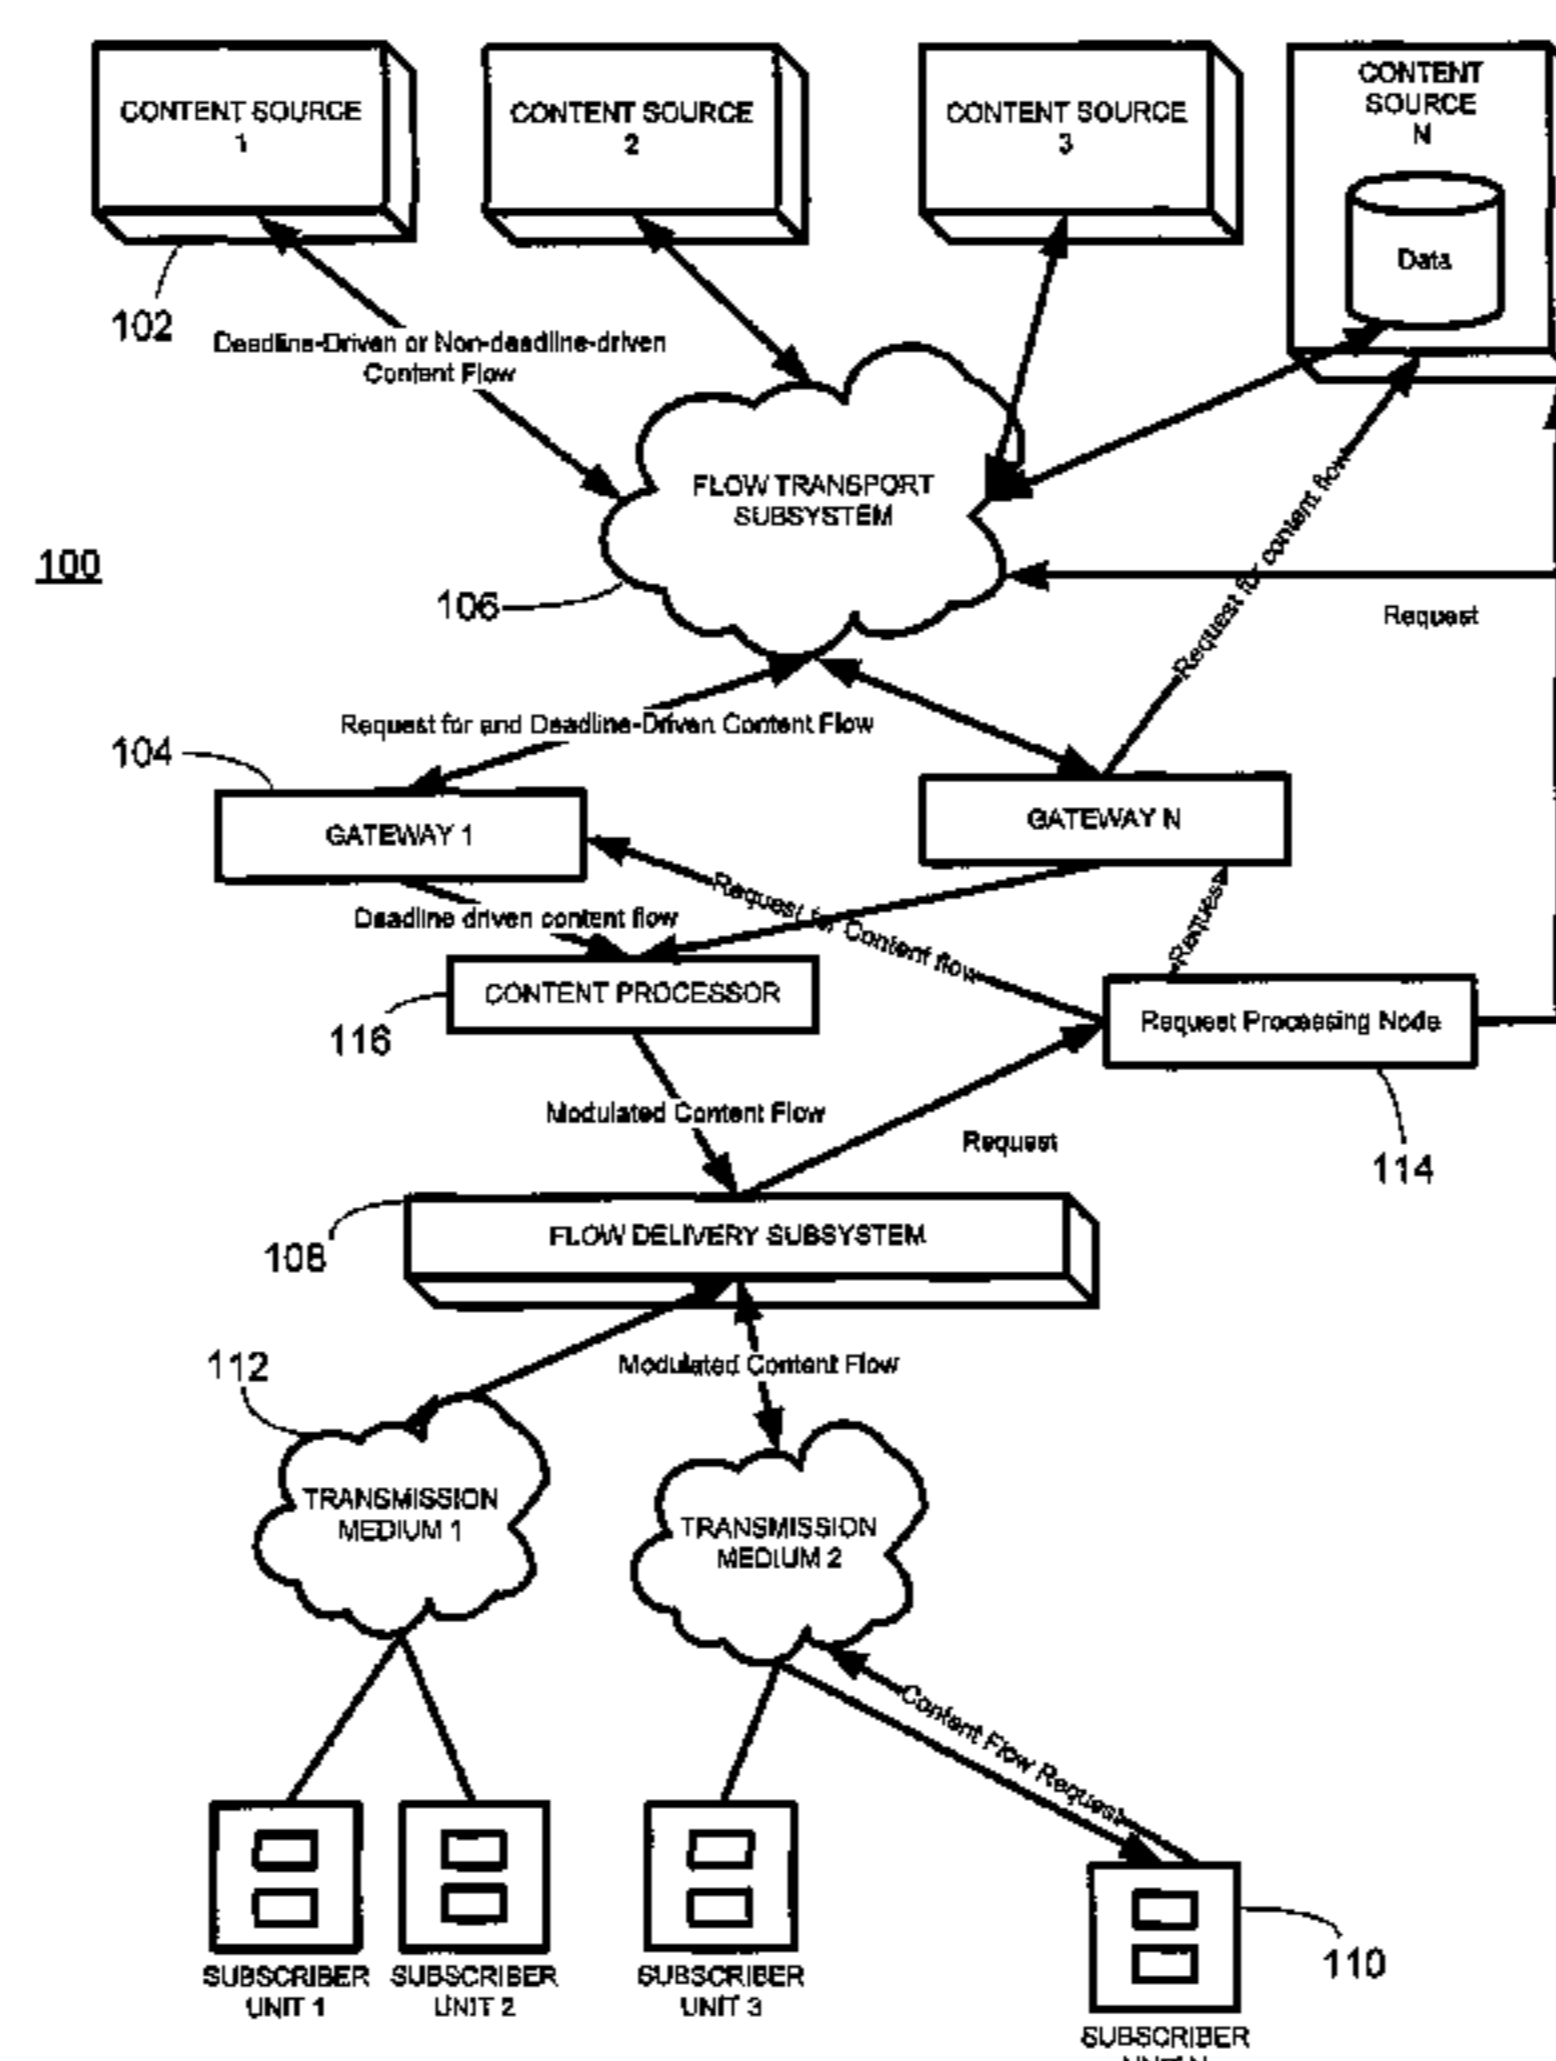 CONTENT SOURCE
1
CONTENT SOURCE
2
CONTENT SOURCE
3
CONTENT
SOURCE
N
Data
102
Deadline-Driven or Non-deadline-driven
Content Flow
FLOW TRANSPORT
SUBSYSTEM
100
106
Request for content flow
Request
Request for and Deadline-Driven Content Flow
104
GATEWAY 1
GATEWAY N
Deadline driven content flow
Request for Content flow
Request
CONTENT PROCESSOR
116
Request Processing Node
Modulated Content Flow
Request
114
108
FLOW DELIVERY SUBSYSTEM
112
Modulated Content Flow
TRANSMISSION
MEDIUM 1
TRANSMISSION
MEDIUM 2
Content Flow Request
110
SUBSCRIBER
UNIT 1
SUBSCRIBER
UNIT 2
SUBSCRIBER
UNIT 3
SUBSCRIBER